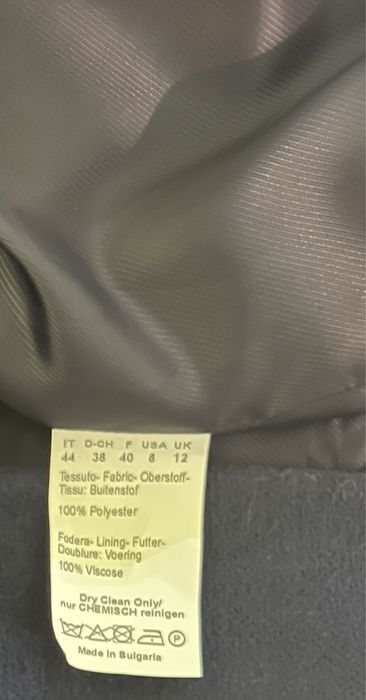 IT D-CH F USA UK
44 38 40 8 12
Tessuto- Fabric- Oberstoff-
Tissu: Buitenstof
100% Polyester
Fodera- Lining- Futter-
Doublure: Voering
100% Viscose
Dry Clean Only/
nur CHEMISCH reinigen
P
Made in Bulgaria